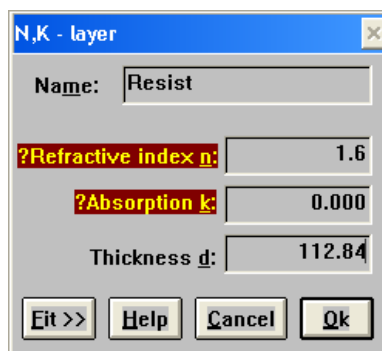 N,K - layer
Name: Resist
?Refractive index n: 1.6
?Absorption k: 0.000
Thickness d: 112.84
Fit >> Help Cancel Ok